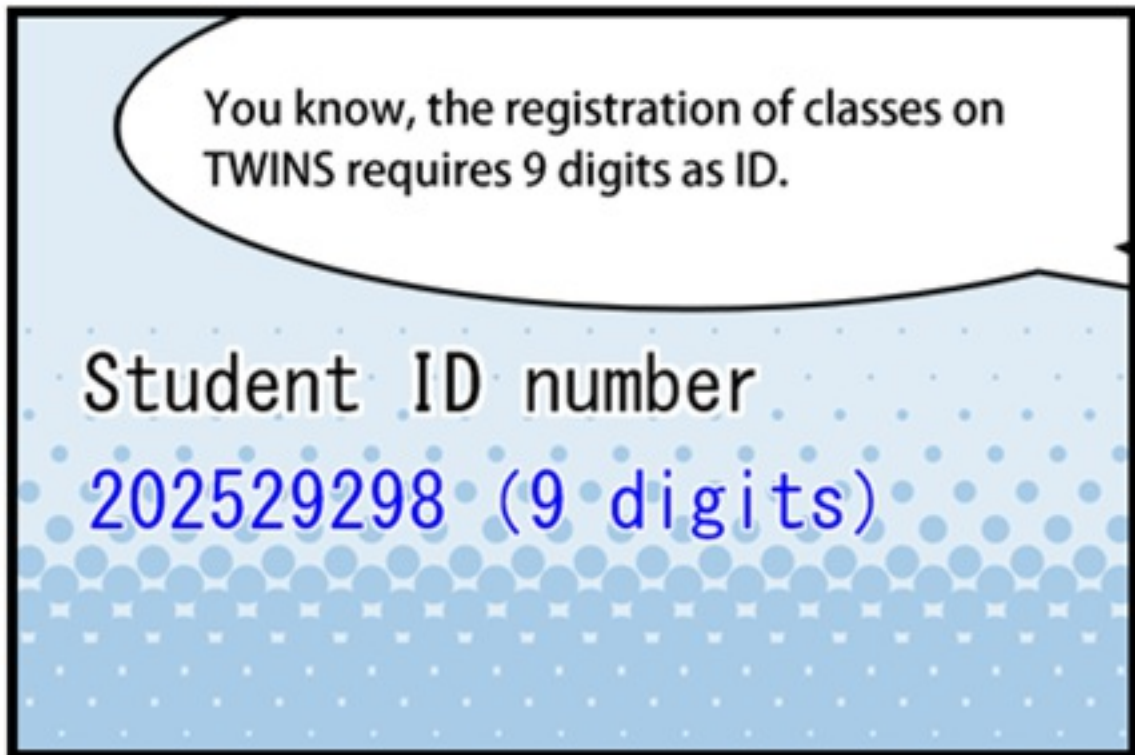 You know, the registration of classes on
TWINS requires 9 digits as ID.
Student ID number
202529298 (9 digits)